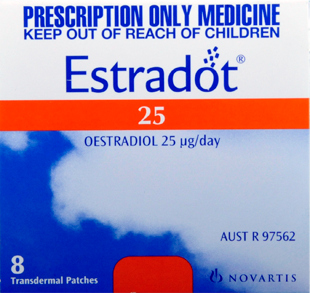 PRESCRIPTION ONLY MEDICINE
KEEP OUT OF REACH OF CHILDREN
Estradot®
25
OESTRADIOL 25 µg/day
AUST R 97562
8
Transdermal Patches
NOVARTIS